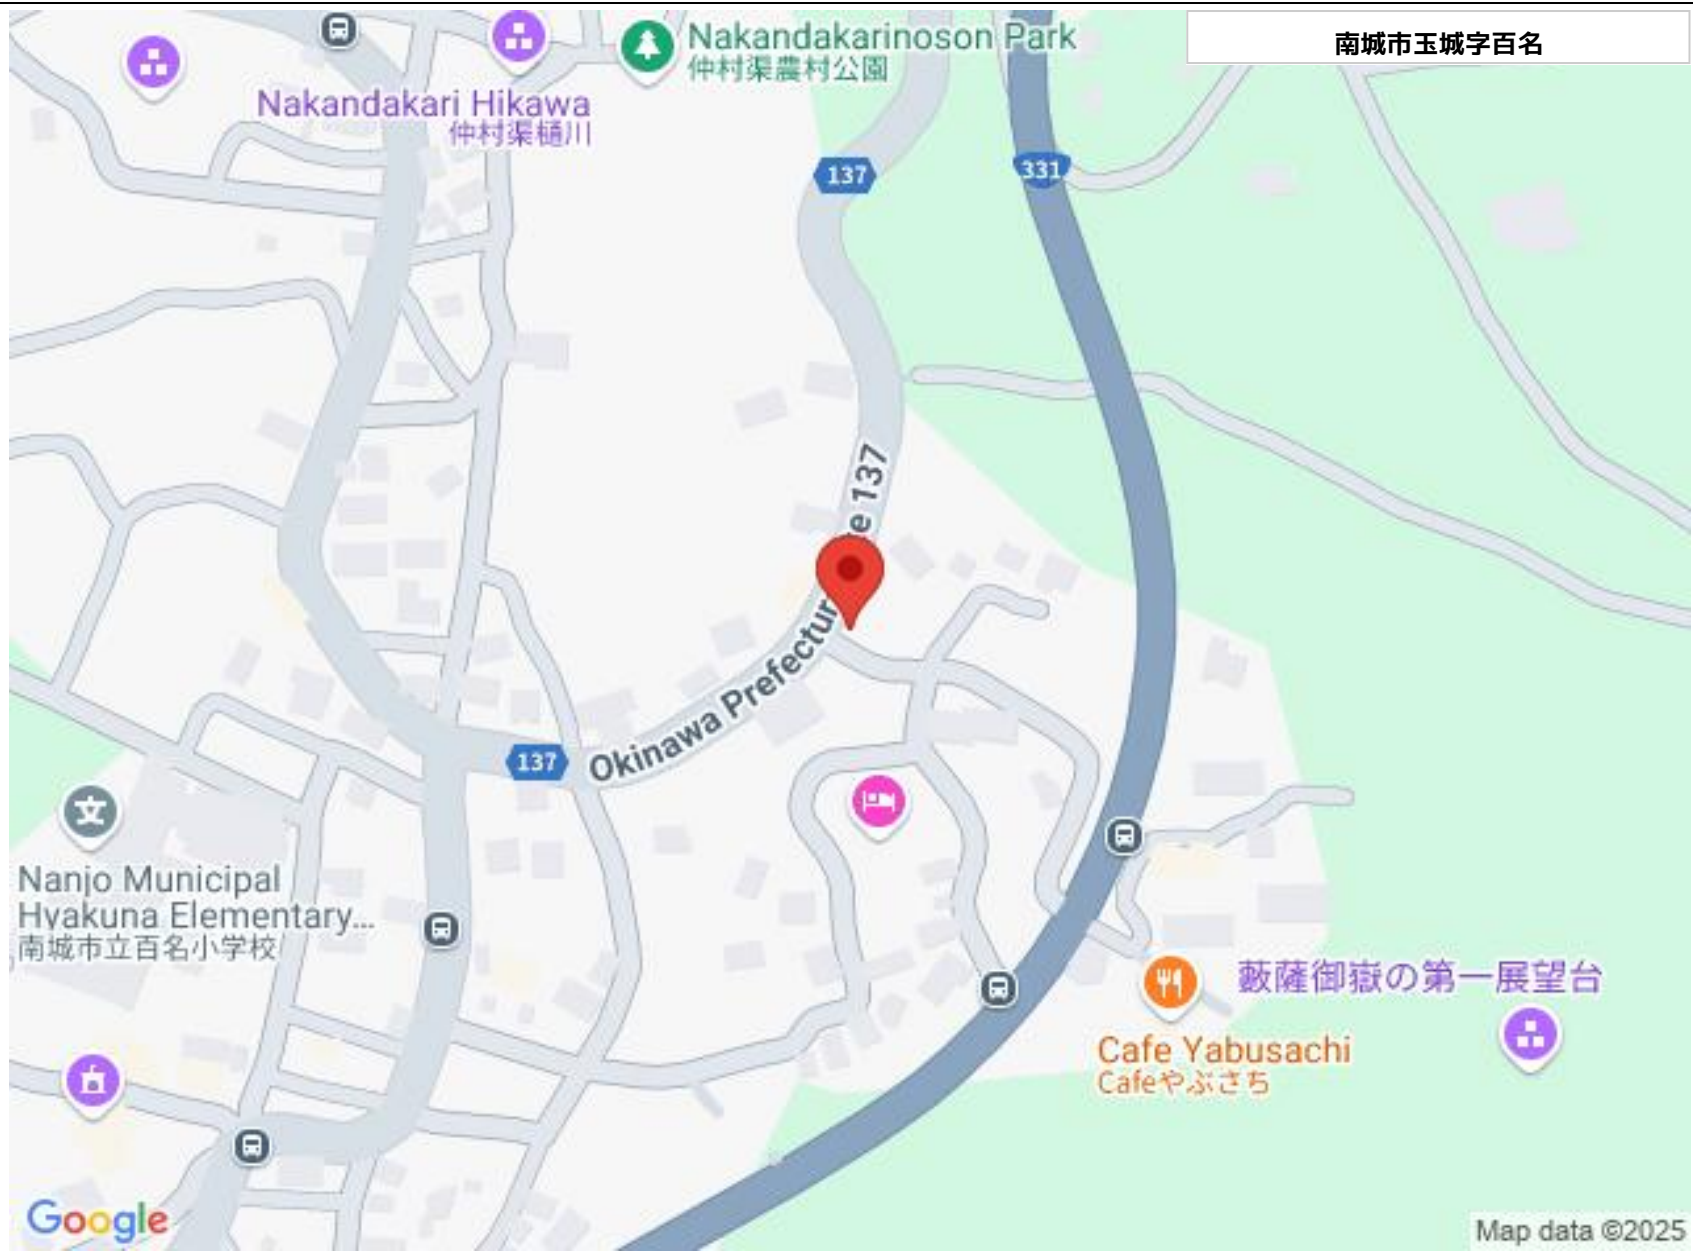 南城市玉城字百名
Nakandakarinoson Park
仲村渠農村公園
Nakandakari Hikawa
仲村渠樋川
137
331
e 137
Okinawa Prefectur
137
Nanjo Municipal
Hyakuna Elementary...
南城市立百名小学校
藪薩御嶽の第一展望台
Cafe Yabusachi
Cafeやぶさち
文
Google
Map data ©2025